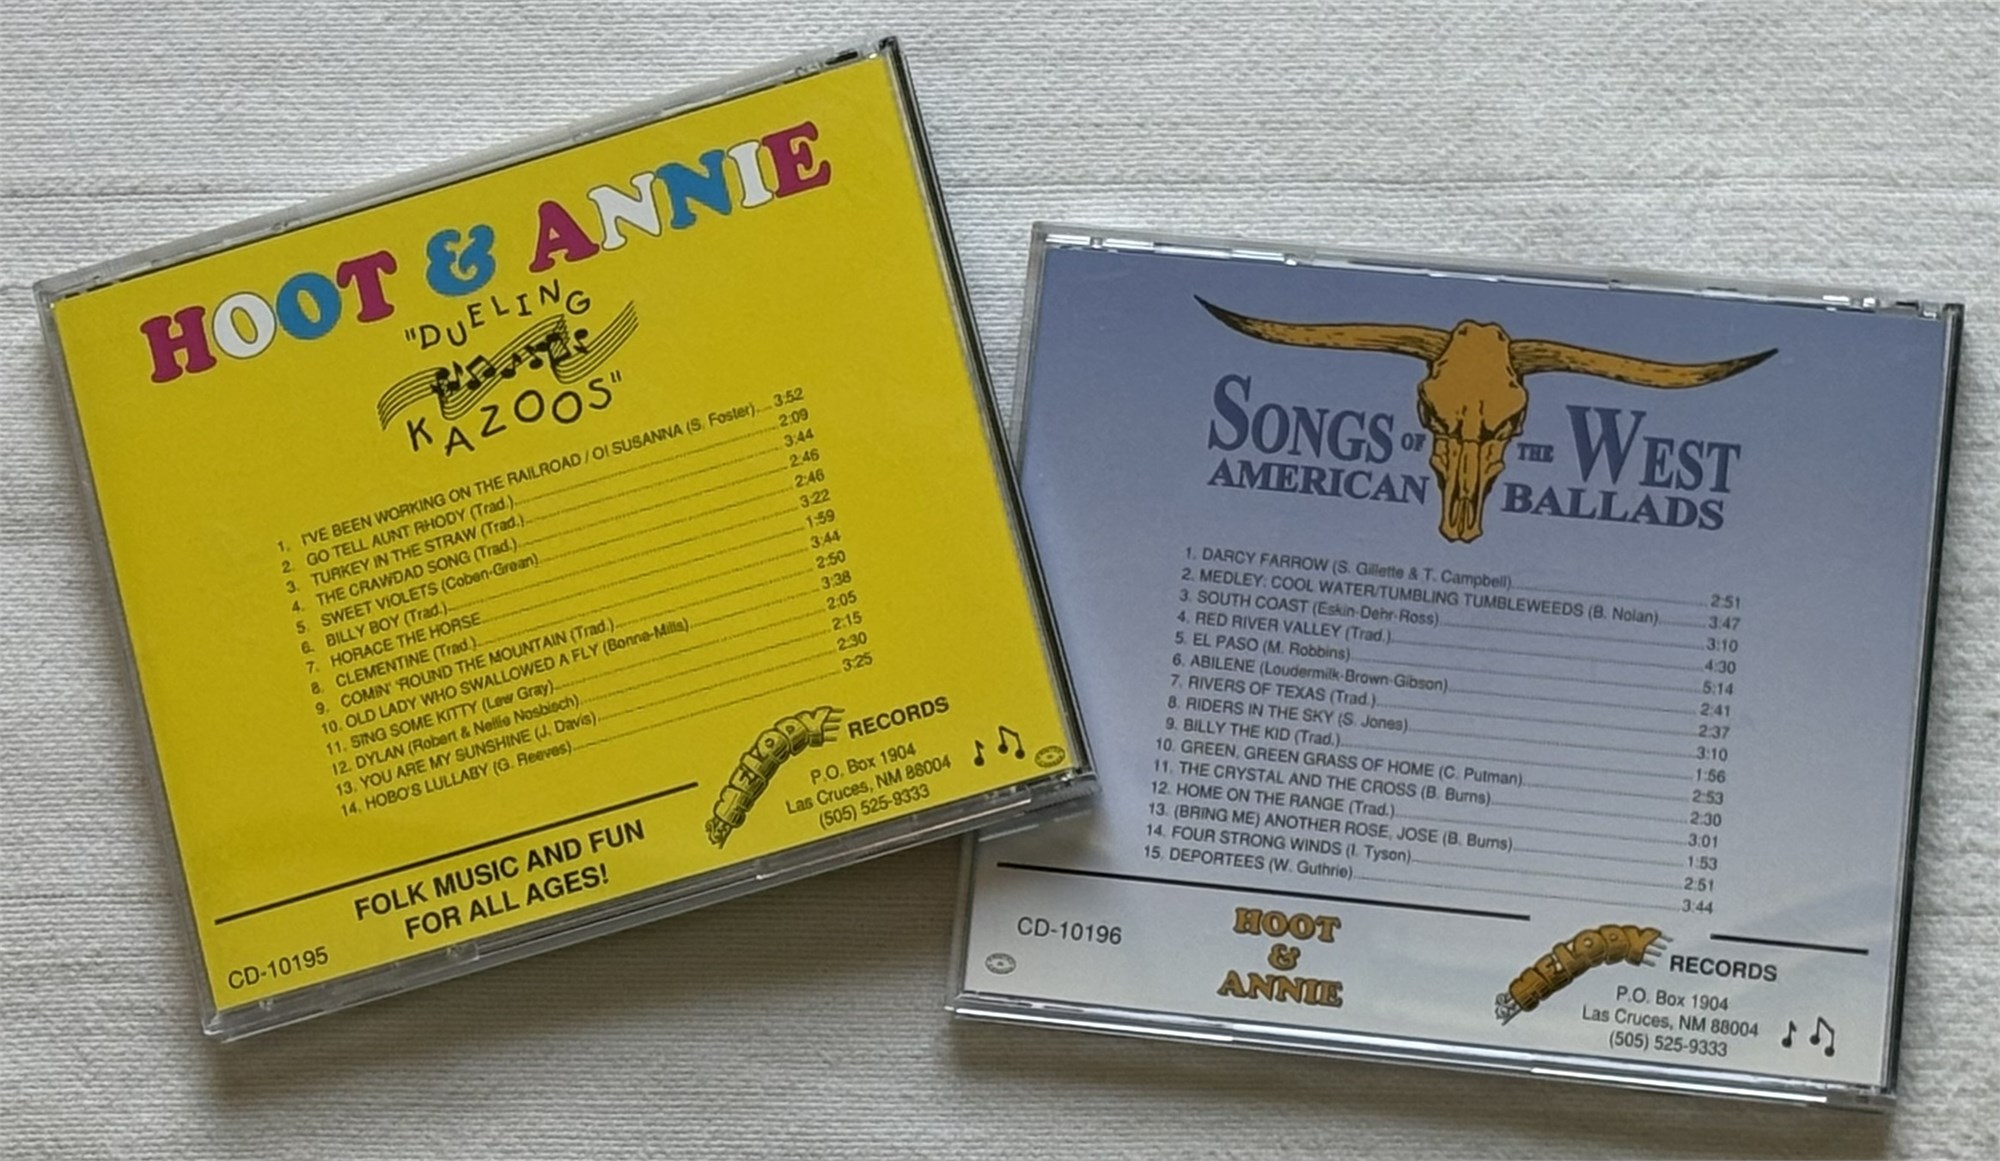 HOOT & ANNIE
"DUELING
KAZOOS"
1. I'VE BEEN WORKING ON THE RAILROAD / O! SUSANNA (S. Foster)....3:52
2. GO TELL AUNT RHODY (Trad.)....2:09
3. TURKEY IN THE STRAW (Trad.)....3:44
4. THE CRAWDAD SONG (Trad.)....2:46
5. SWEET VIOLETS (Coben-Grean)....2:46
6. BILLY BOY (Trad.)....3:22
7. HORACE THE HORSE....1:59
8. CLEMENTINE (Trad.)....3:44
9. COMIN' 'ROUND THE MOUNTAIN (Trad.)....2:50
10. OLD LADY WHO SWALLOWED A FLY (Bonne-Mills)....3:38
11. SING SOME KITTY (Lew Gray)....2:05
12. DYLAN (Robert & Nellie Nosbisch)....2:15
13. YOU ARE MY SUNSHINE (J. Davis)....2:30
14. HOBO'S LULLABY (G. Reeves)....3:25
MELODY RECORDS
P.O. Box 1904
Las Cruces, NM 88004
(505) 525-9333
FOLK MUSIC AND FUN
FOR ALL AGES!
CD-10195
SONGS OF THE WEST
AMERICAN BALLADS
1. DARCY FARROW (S. Gillette & T. Campbell)....2:51
2. MEDLEY: COOL WATER/TUMBLING TUMBLEWEEDS (B. Nolan)....3:47
3. SOUTH COAST (Eskin-Dehr-Ross)....3:10
4. RED RIVER VALLEY (Trad.)....4:30
5. EL PASO (M. Robbins)....5:14
6. ABILENE (Loudermilk-Brown-Gibson)....2:41
7. RIVERS OF TEXAS (Trad.)....2:37
8. RIDERS IN THE SKY (S. Jones)....3:10
9. BILLY THE KID (Trad.)....1:56
10. GREEN, GREEN GRASS OF HOME (C. Putman)....2:53
11. THE CRYSTAL AND THE CROSS (B. Burns)....2:30
12. HOME ON THE RANGE (Trad.)....3:01
13. (BRING ME) ANOTHER ROSE, JOSE (B. Burns)....1:53
14. FOUR STRONG WINDS (I. Tyson)....2:51
15. DEPORTEES (W. Guthrie)....3:44
CD-10196
HOOT
&
ANNIE
MELODY RECORDS
P.O. Box 1904
Las Cruces, NM 88004
(505) 525-9333